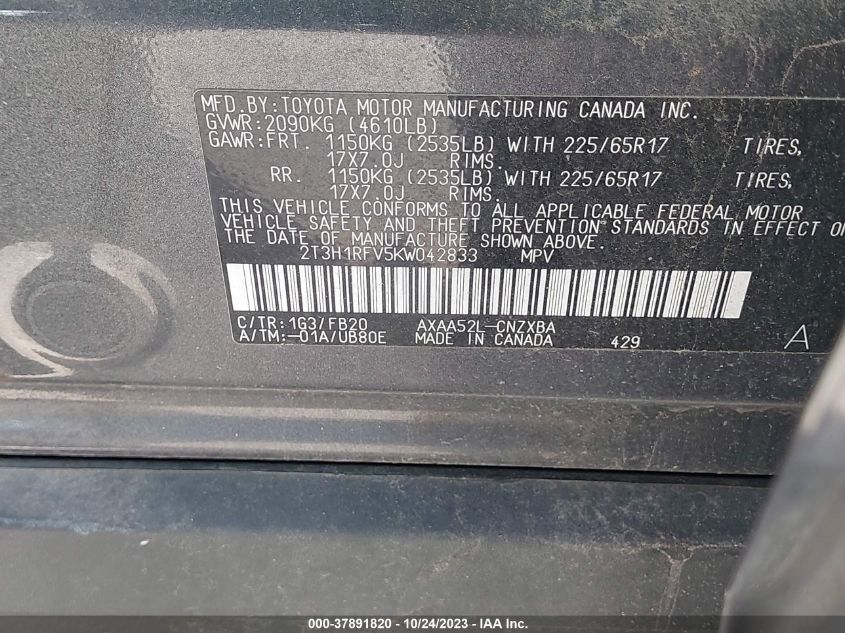 MFD.BY:TOYOTA MOTOR MANUFACTURING CANADA INC.
GVWR:2090KG (4610LB)
GAWR:FRT. 1150KG (2535LB) WITH 225/65R17 TIRES,
17X7.0J RIMS.
RR. 1150KG (2535LB) WITH 225/65R17 TIRES,
17X7.0J RIMS.
THIS VEHICLE CONFORMS TO ALL APPLICABLE FEDERAL MOTOR
VEHICLE SAFETY AND THEFT PREVENTION STANDARDS IN EFFECT ON
THE DATE OF MANUFACTURE SHOWN ABOVE.
2T3H1RFV5KW042833 MPV
C/TR:1G3/FB20 AXAA52L-CNZXBA
A/TM:-01A/UB80E MADE IN CANADA 429 A
000-37891820 - 10/24/2023 - IAA Inc.